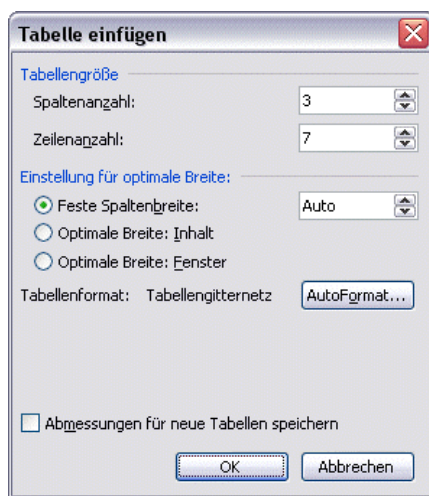 Tabelle einfügen
Tabellengröße
Spaltenanzahl: 3
Zeilenanzahl: 7
Einstellung für optimale Breite:
Feste Spaltenbreite: Auto
Optimale Breite: Inhalt
Optimale Breite: Fenster
Tabellenformat: Tabellengitternetz AutoFormat...
Abmessungen für neue Tabellen speichern
OK Abbrechen